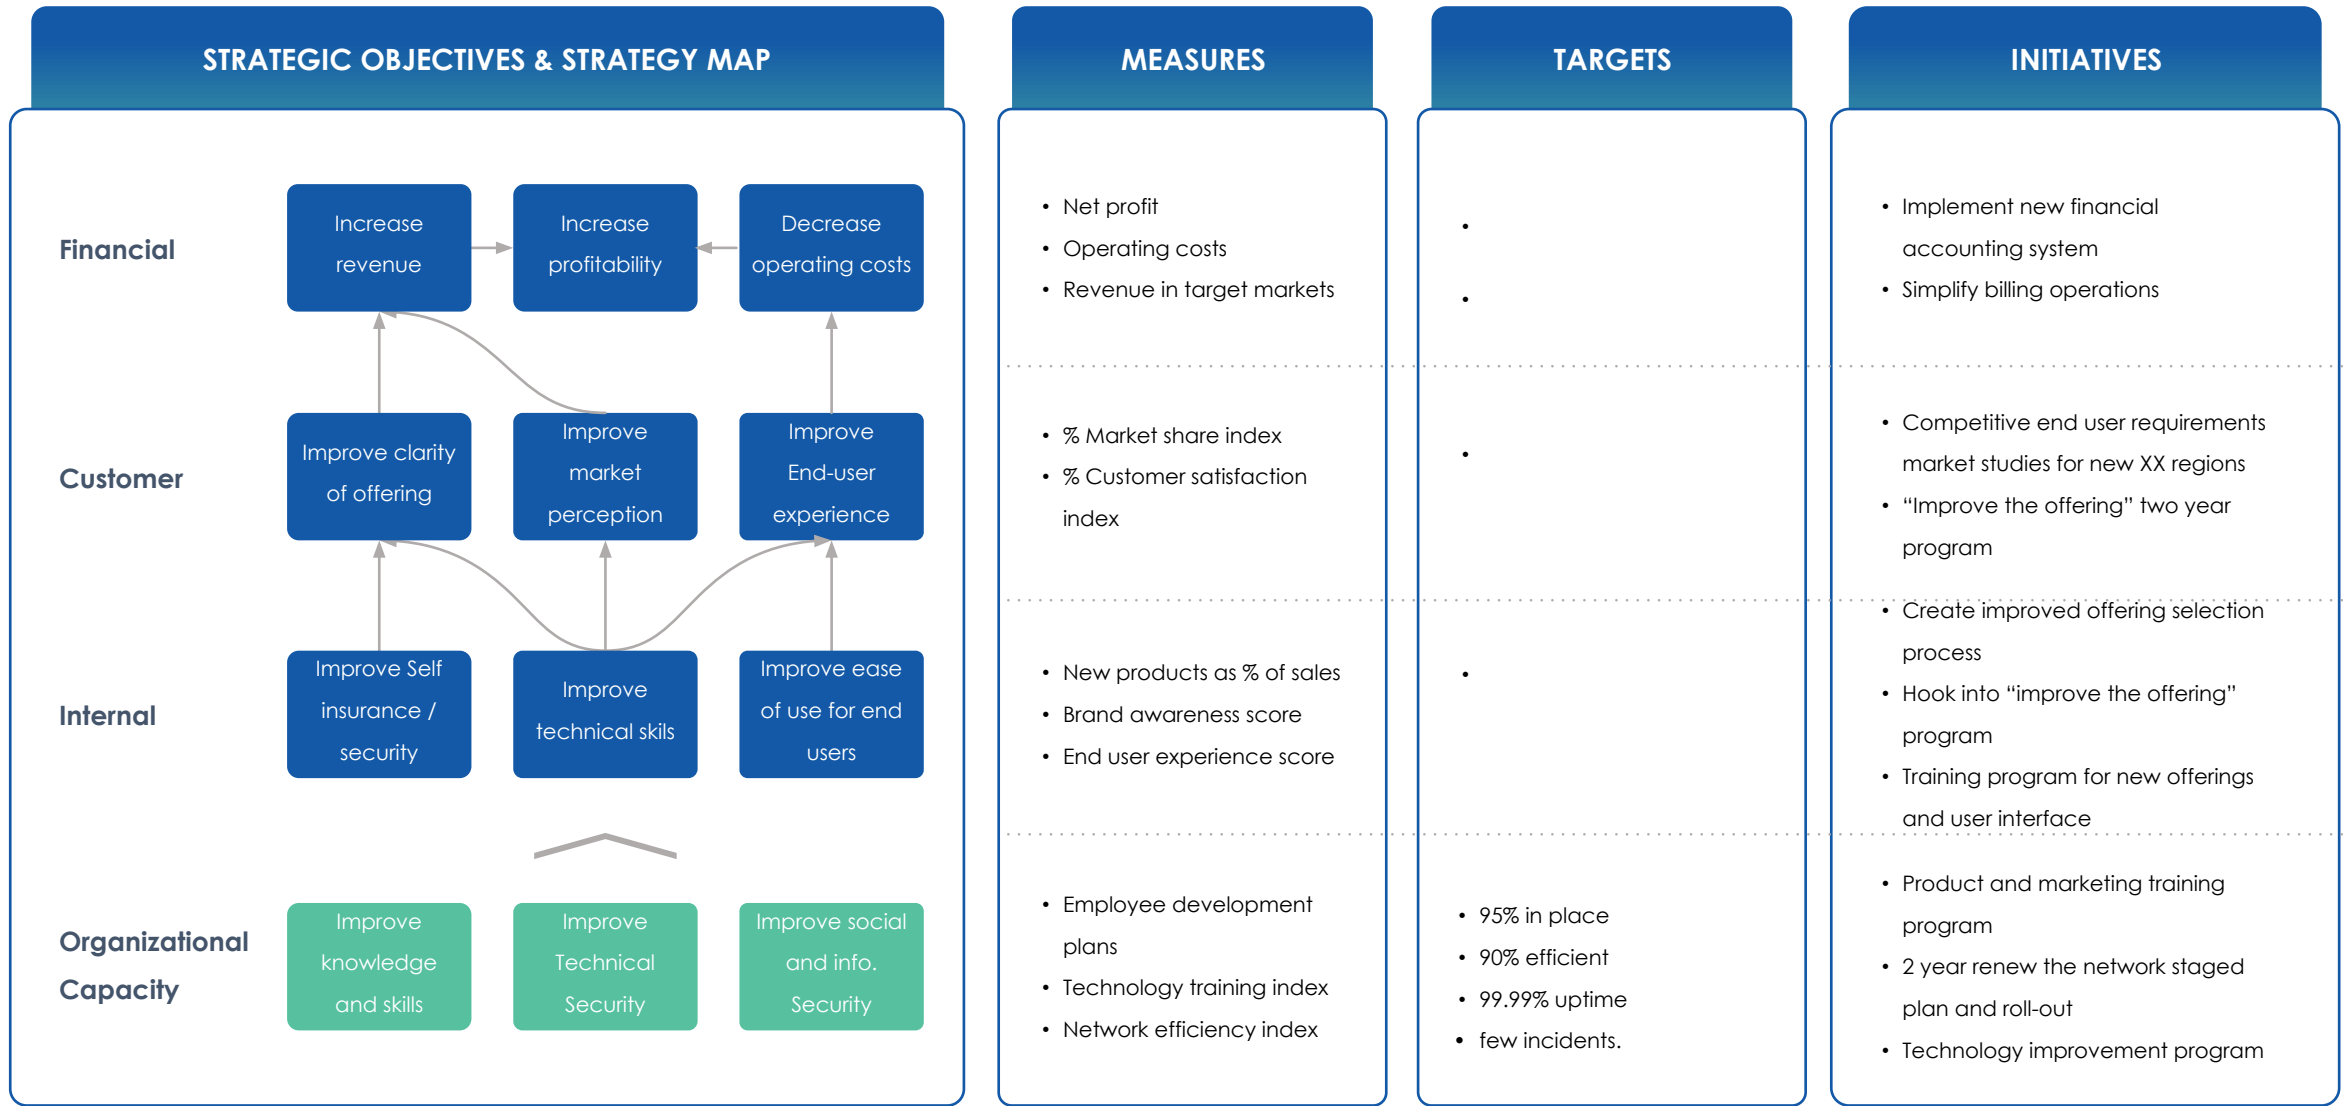 STRATEGIC OBJECTIVES & STRATEGY MAP
MEASURES
TARGETS
INITIATIVES
Financial
Increase
revenue
Increase
profitability
Decrease
operating costs
• Net profit
• Operating costs
• Revenue in target markets
•
•
• Implement new financial
accounting system
• Simplify billing operations
Customer
Improve clarity
of offering
Improve
market
perception
Improve
End-user
experience
• % Market share index
• % Customer satisfaction
index
•
• Competitive end user requirements
market studies for new XX regions
• “Improve the offering” two year
program
Internal
Improve Self
insurance /
security
Improve
technical skils
Improve ease
of use for end
users
• New products as % of sales
• Brand awareness score
• End user experience score
•
• Create improved offering selection
process
• Hook into “improve the offering”
program
• Training program for new offerings
and user interface
Organizational
Capacity
Improve
knowledge
and skills
Improve
Technical
Security
Improve social
and info.
Security
• Employee development
plans
• Technology training index
• Network efficiency index
• 95% in place
• 90% efficient
• 99.99% uptime
• few incidents.
• Product and marketing training
program
• 2 year renew the network staged
plan and roll-out
• Technology improvement program